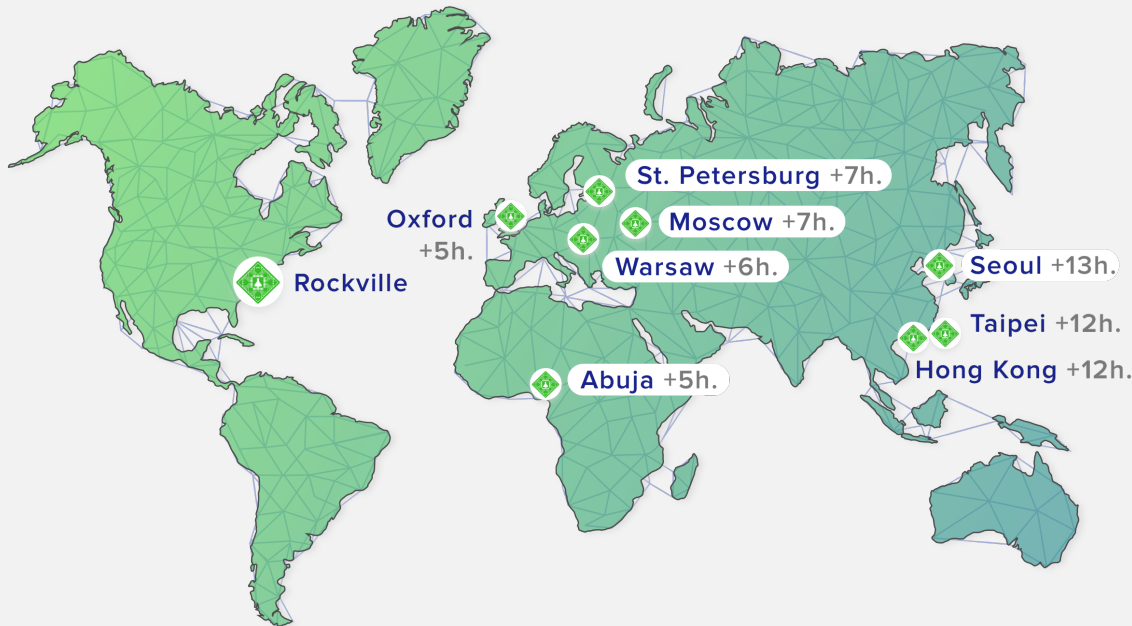 St. Petersburg +7h.
Oxford
+5h.
Moscow +7h.
Warsaw +6h.
Seoul +13h.
Rockville
Taipei +12h.
Hong Kong +12h.
Abuja +5h.